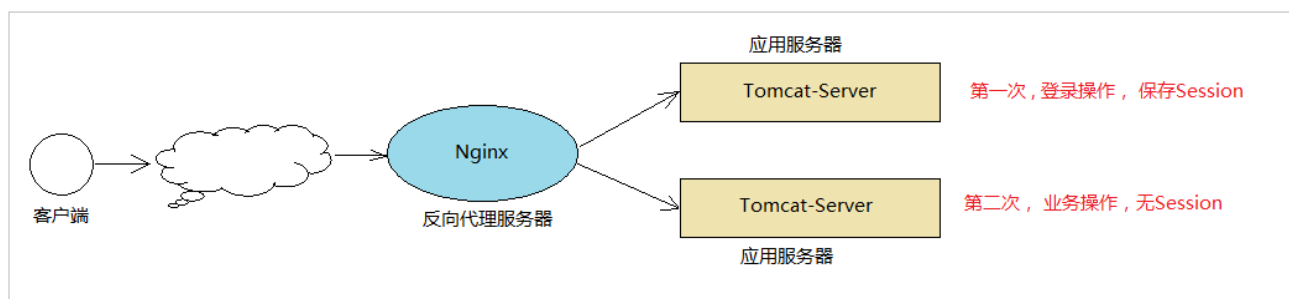 应用服务器
Tomcat-Server
第一次 , 登录操作 ， 保存Session
Nginx
客户端
反向代理服务器
Tomcat-Server
第二次 ， 业务操作 , 无Session
应用服务器